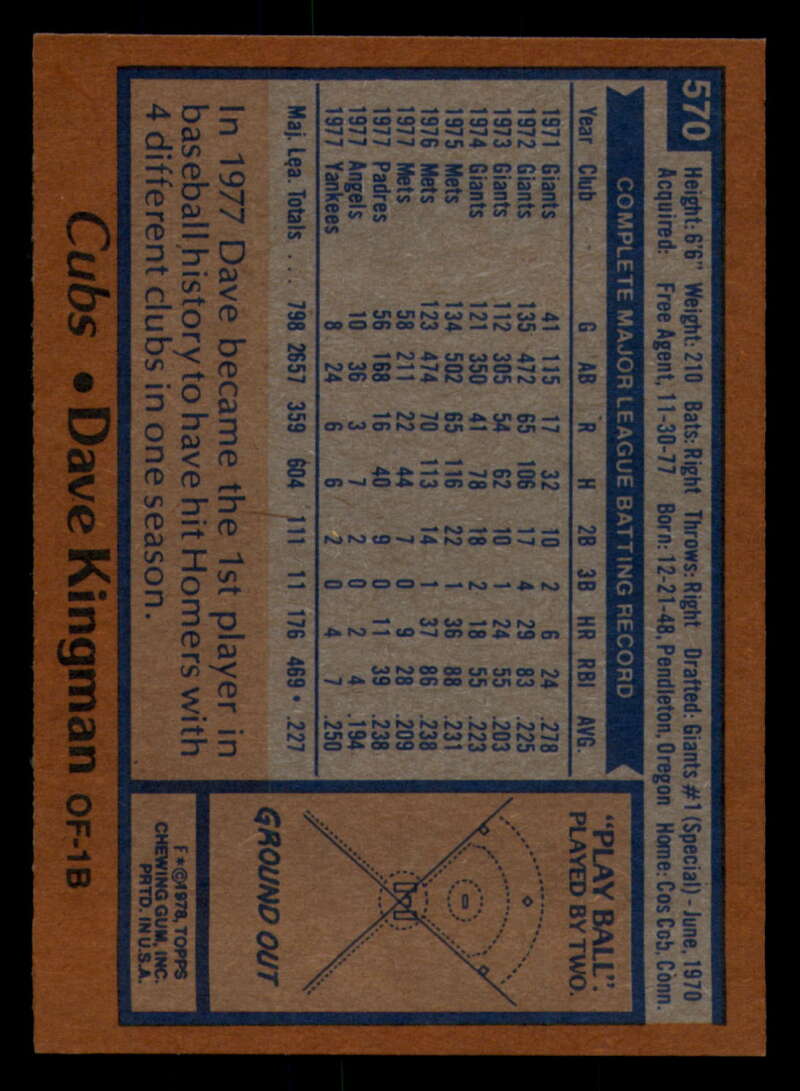 570
Height: 6'6" Weight: 210 Bats: Right Throws: Right Drafted: Giants #1 (Special) - June, 1970
Acquired: Free Agent, 11-30-77 Born: 12-21-48, Pendleton, Oregon Home: Cos Cob, Conn.
COMPLETE MAJOR LEAGUE BATTING RECORD
Year Club G AB R H 2B 3B HR RBI AVG.
1971 Giants 41 115 17 32 10 2 6 24 .278
1972 Giants 135 472 65 106 17 4 29 83 .225
1973 Giants 112 305 54 62 10 1 24 55 .203
1974 Giants 121 350 41 78 18 2 18 55 .223
1975 Mets 134 502 65 116 22 1 36 88 .231
1976 Mets 123 474 70 113 14 1 37 86 .238
1977 Mets 58 211 22 44 7 0 9 28 .209
1977 Padres 56 168 16 40 9 0 11 39 .238
1977 Angels 10 36 3 7 2 0 2 4 .194
1977 Yankees 8 24 6 6 2 0 4 7 .250
Maj. Lea. Totals ... 798 2657 359 604 111 11 176 469 .227
In 1977 Dave became the 1st player in
baseball history to have hit Homers with
4 different clubs in one season.
"PLAY BALL"
PLAYED BY TWO.
GROUND OUT
F*©1978, TOPPS
CHEWING GUM, INC.
PRTD. IN U.S.A.
Cubs • Dave Kingman OF-1B